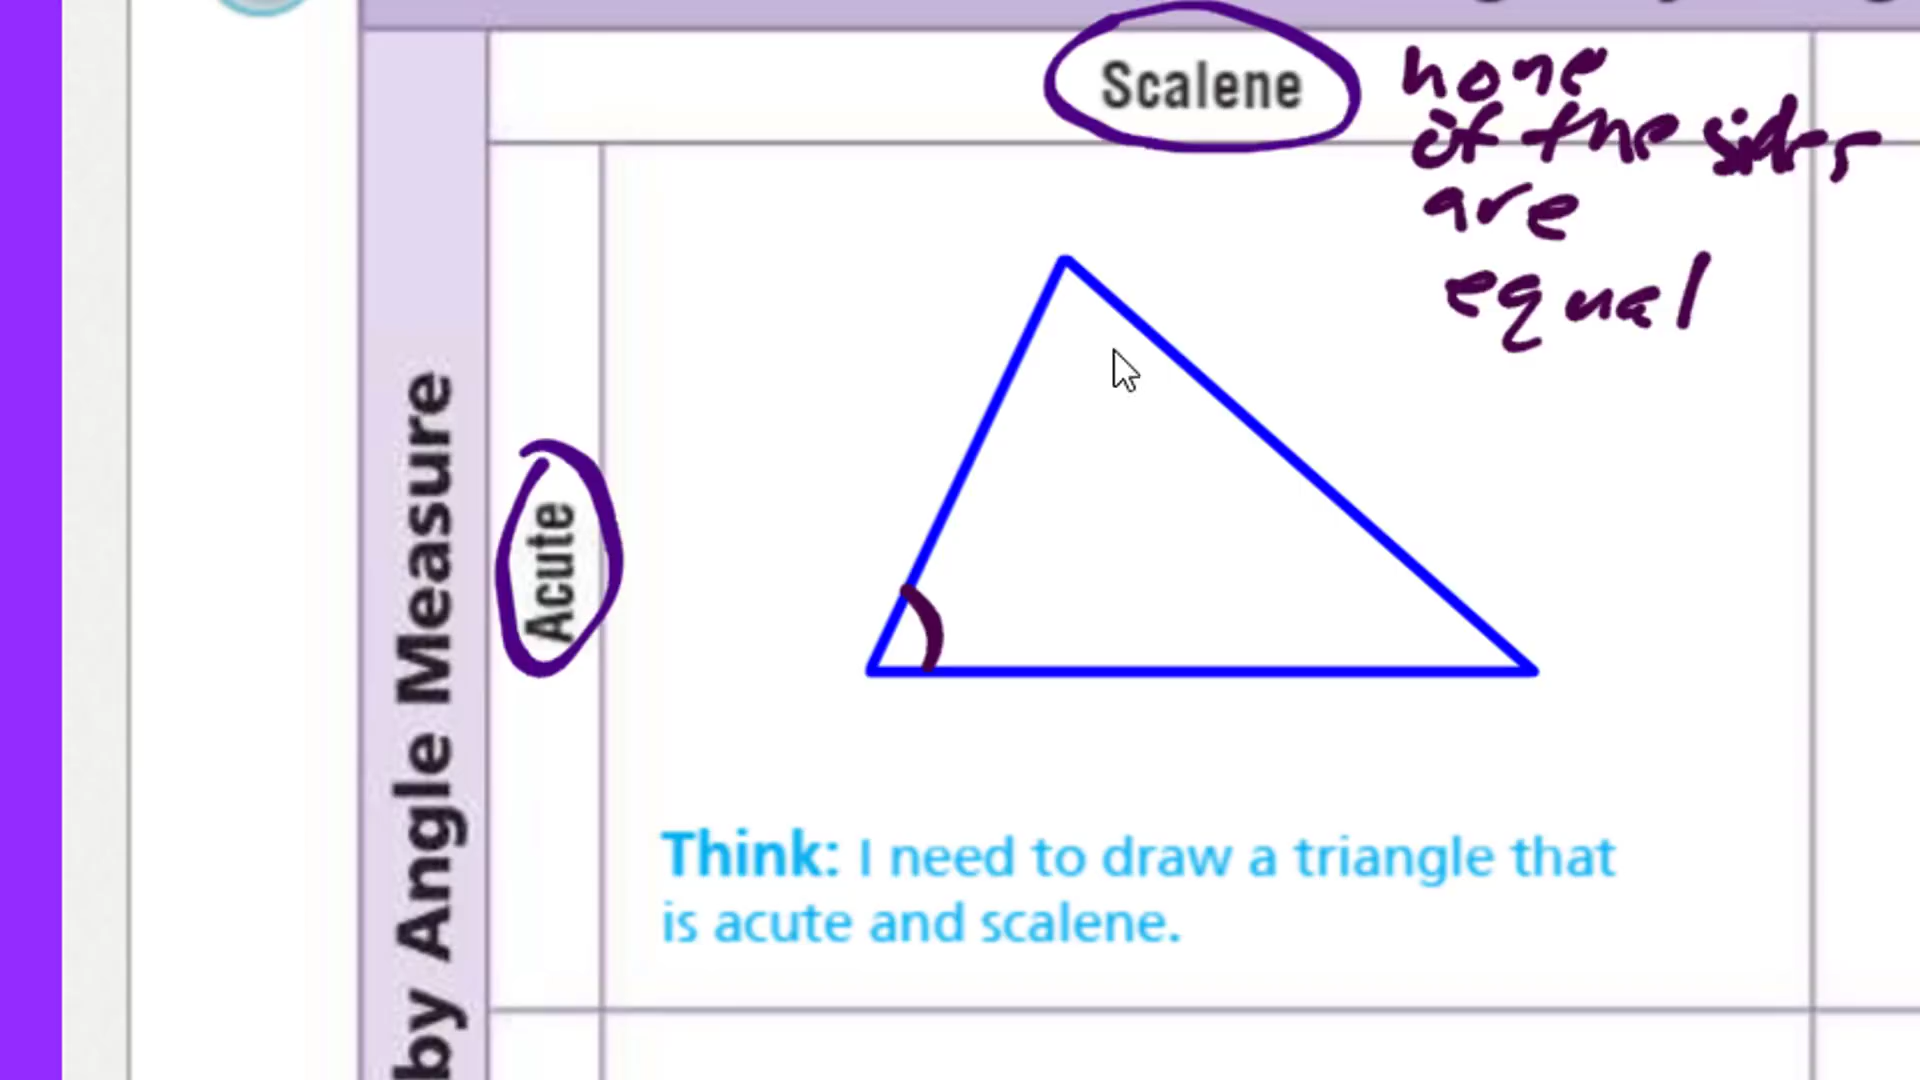 Scalene
none
of the sides
are
equal
by Angle Measure
Acute
Think: I need to draw a triangle that
is acute and scalene.